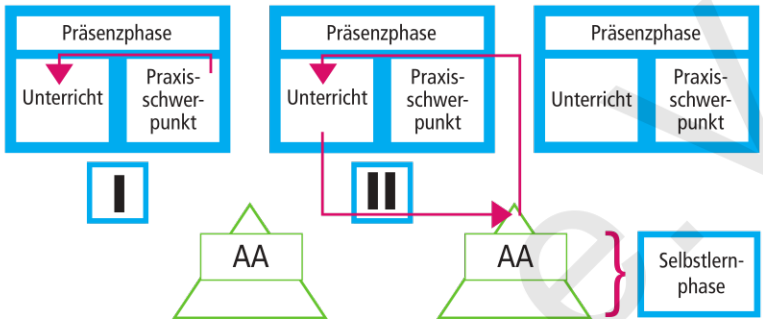 Präsenzphase
Unterricht
Praxis-
schwer-
punkt
Präsenzphase
Unterricht
Praxis-
schwer-
punkt
Präsenzphase
Unterricht
Praxis-
schwer-
punkt
I
II
AA
AA
Selbstlern-
phase
e.V